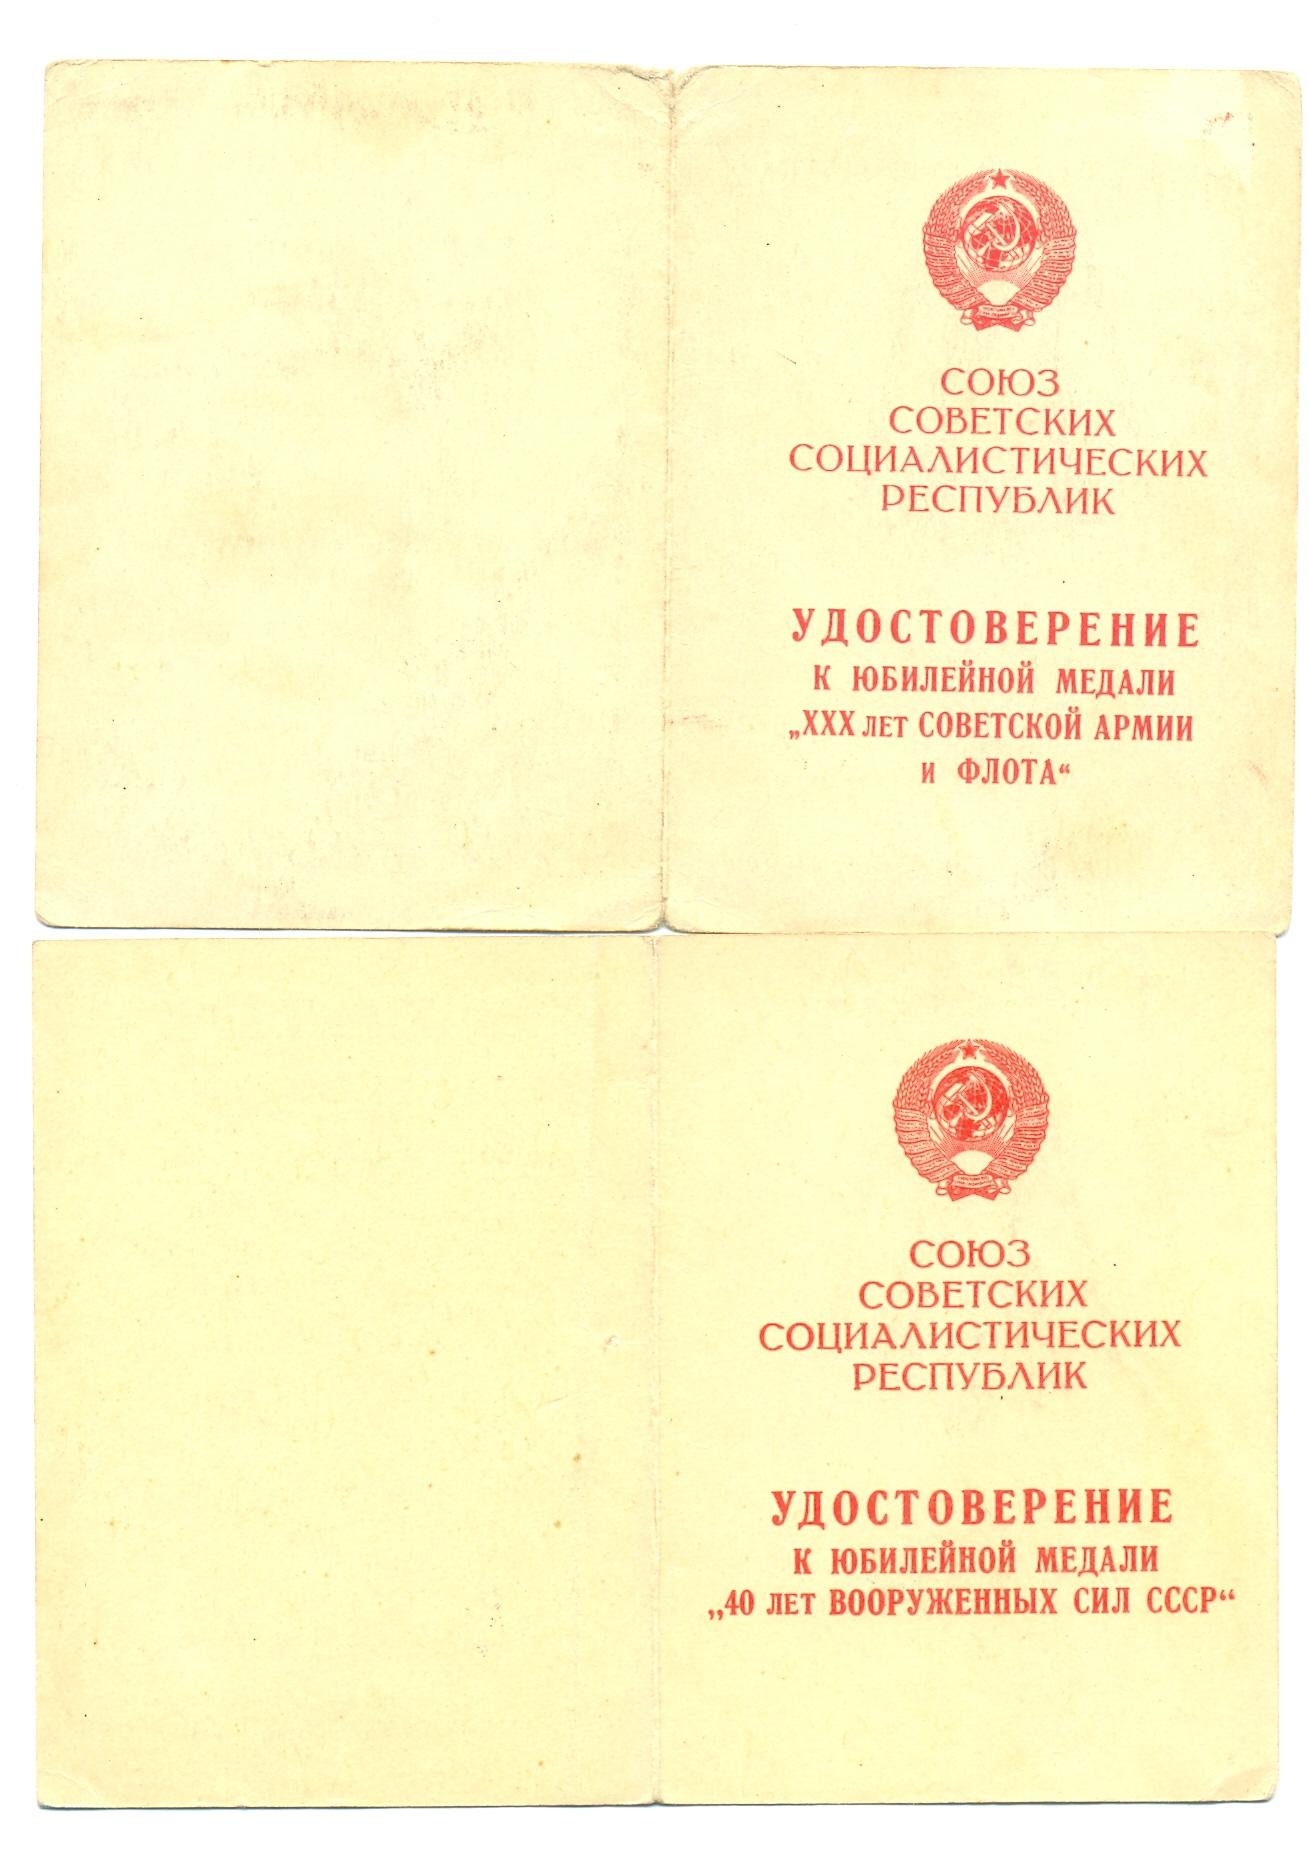 СОЮЗ
СОВЕТСКИХ
СОЦИАЛИСТИЧЕСКИХ
РЕСПУБЛИК
УДОСТОВЕРЕНИЕ
К ЮБИЛЕЙНОЙ МЕДАЛИ
„XXX ЛЕТ СОВЕТСКОЙ АРМИИ
И ФЛОТА“
СОЮЗ
СОВЕТСКИХ
СОЦИАЛИСТИЧЕСКИХ
РЕСПУБЛИК
УДОСТОВЕРЕНИЕ
К ЮБИЛЕЙНОЙ МЕДАЛИ
„40 ЛЕТ ВООРУЖЕННЫХ СИЛ СССР“